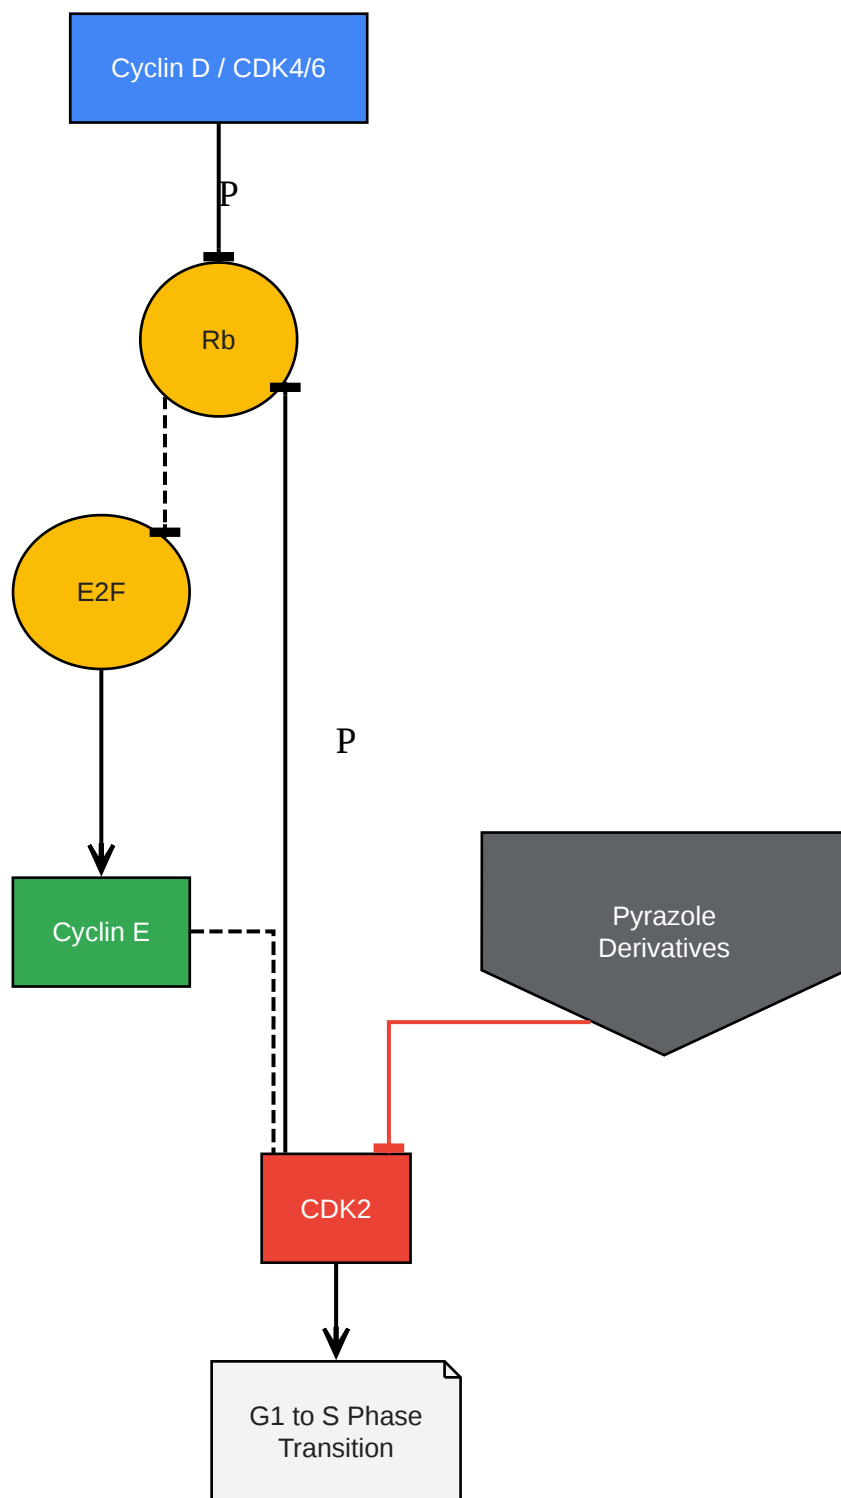 Cyclin D / CDK4/6
P
Rb
E2F
P
Pyrazole
Derivatives
Cyclin E
CDK2
G1 to S Phase
Transition